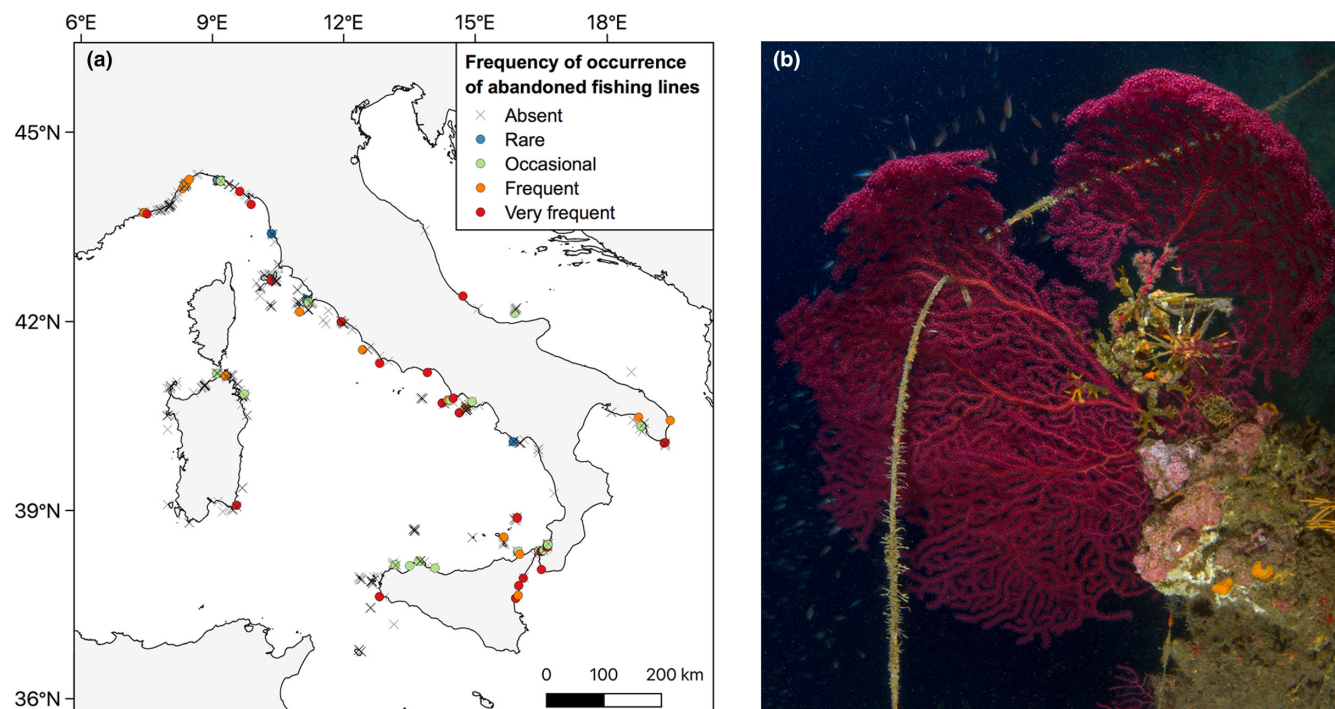 6°E 9°E 12°E 15°E 18°E
(a)
Frequency of occurrence
of abandoned fishing lines
Absent
Rare
Occasional
Frequent
Very frequent
45°N
42°N
39°N
36°N
0 100 200 km
(b)